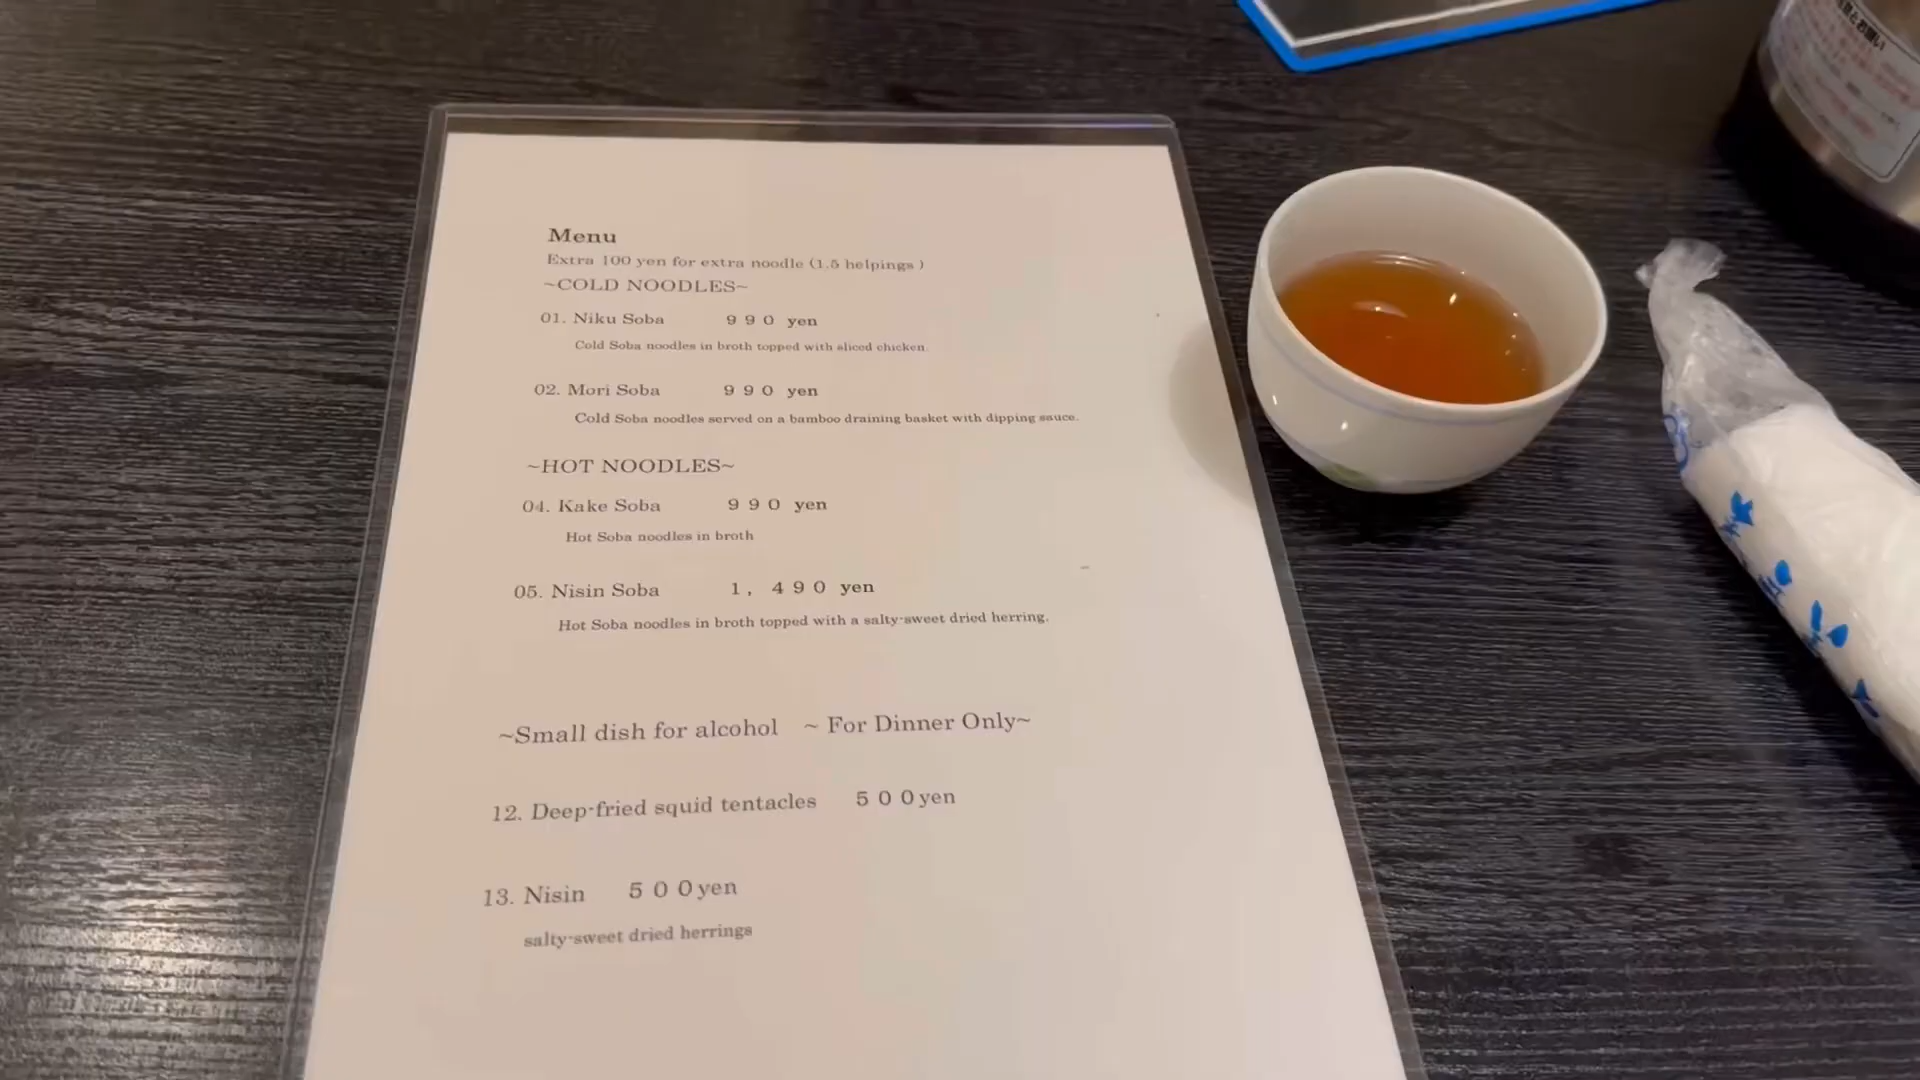 Menu
Extra 100 yen for extra noodle (1.5 helpings )
~COLD NOODLES~
01. Niku Soba 990 yen
Cold Soba noodles in broth topped with sliced chicken.
02. Mori Soba 990 yen
Cold Soba noodles served on a bamboo draining basket with dipping sauce.
~HOT NOODLES~
04. Kake Soba 990 yen
Hot Soba noodles in broth
05. Nisin Soba 1, 490 yen
Hot Soba noodles in broth topped with a salty-sweet dried herring.
~Small dish for alcohol ~ For Dinner Only~
12. Deep-fried squid tentacles 500yen
13. Nisin 500yen
salty-sweet dried herrings